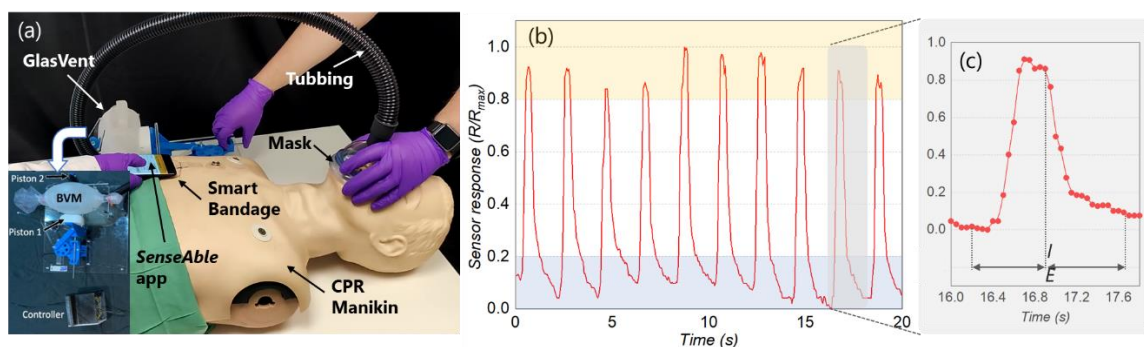 (a)
GlasVent
Tubbing
Mask
Smart
Bandage
SenseAble
app
CPR
Manikin
Piston 2
BVM
Piston 1
Controller
(b)
Sensor response (R/Rmax)
1.0
0.8
0.6
0.4
0.2
0.0
0 5 10 15 20
Time (s)
(c)
1.0
0.8
0.6
0.4
0.2
0.0
I
E
16.0 16.4 16.8 17.2 17.6
Time (s)